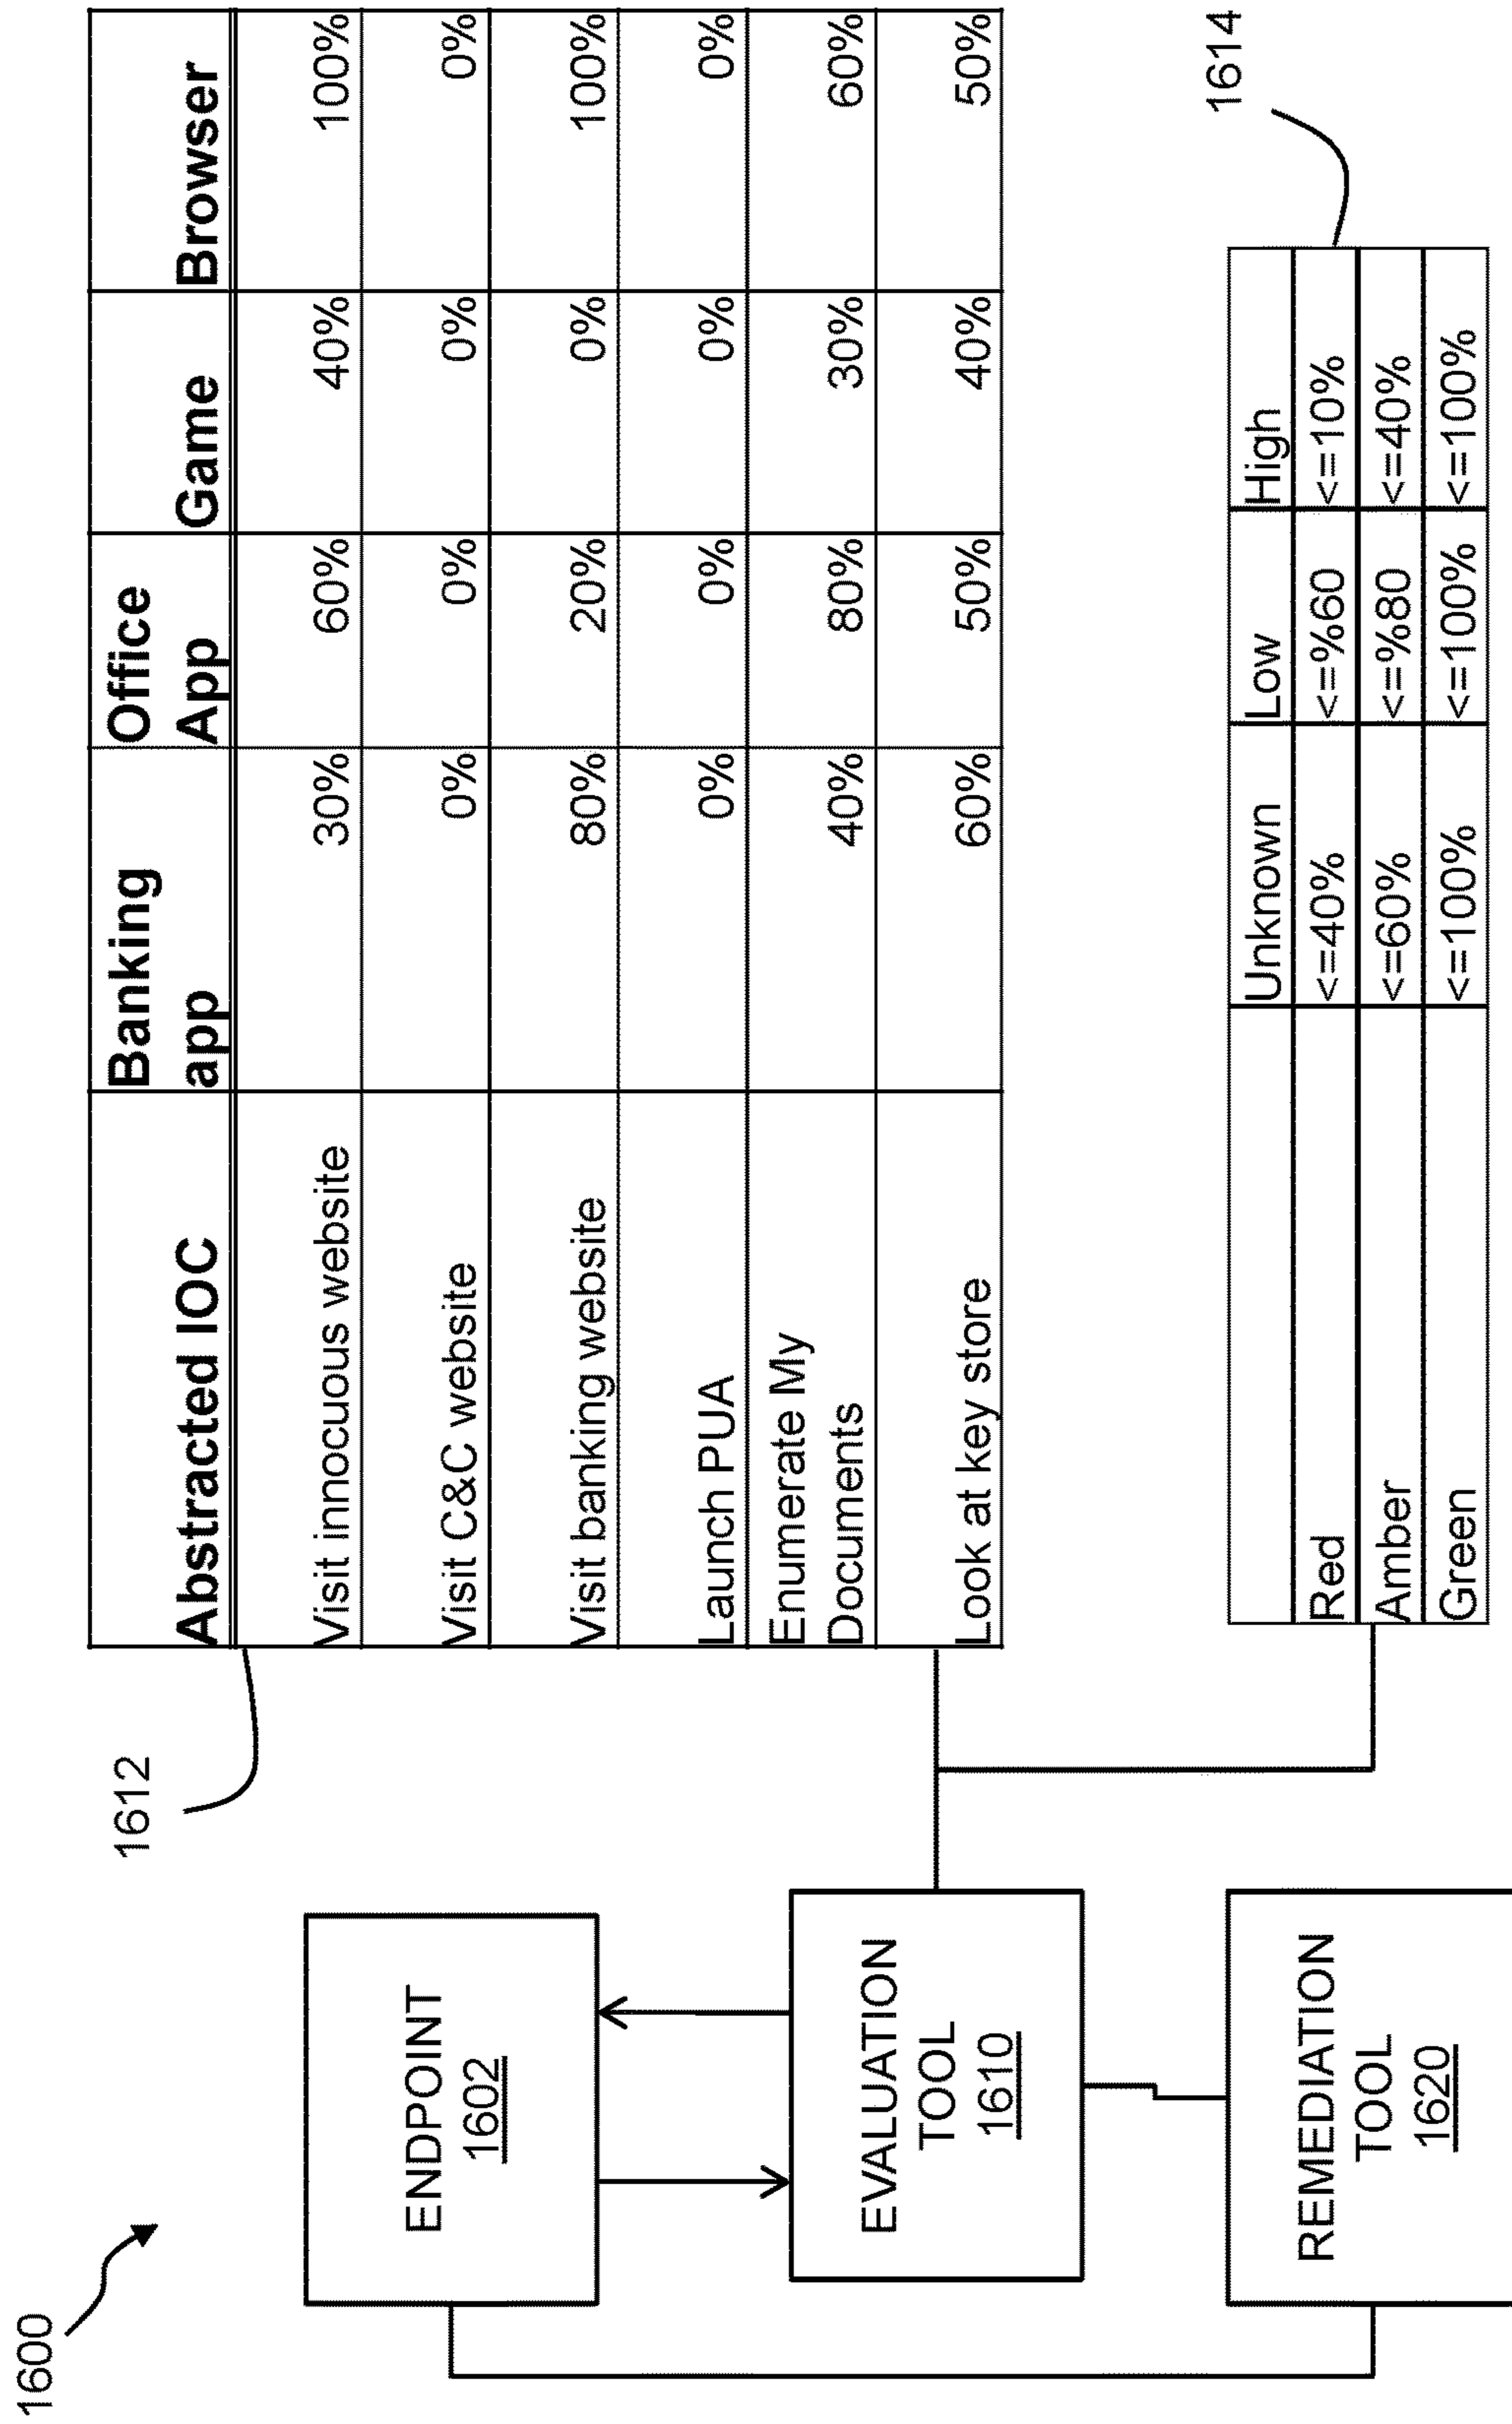 1600
ENDPOINT
1602
EVALUATION
TOOL
1610
REMEDIATION
TOOL
1620
1612
Abstracted IOC Banking app Office App Game Browser
Visit innocuous website 30% 60% 40% 100%
Visit C&C website 0% 0% 0% 0%
Visit banking website 80% 20% 0% 100%
Launch PUA 0% 0% 0% 0%
Enumerate My
Documents 40% 80% 30% 60%
Look at key store 60% 50% 40% 50%
1614
Unknown Low High
Red <=40% <=%60 <=10%
Amber <=60% <=%80 <=40%
Green <=100% <=100% <=100%